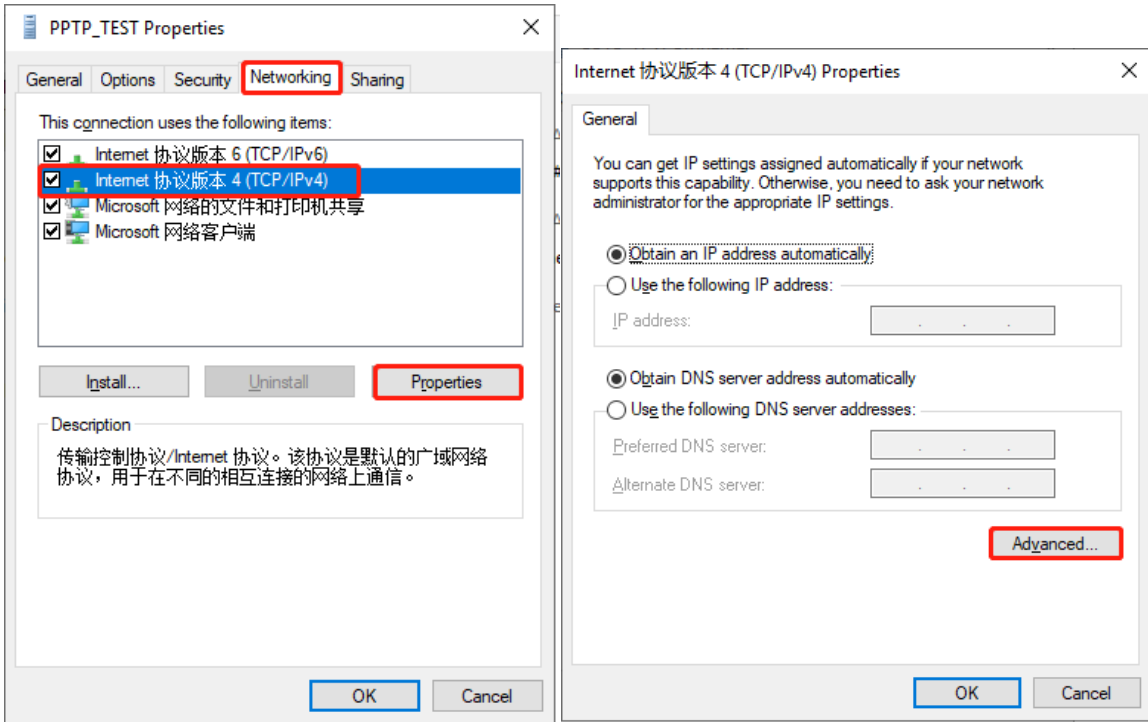 PPTP_TEST Properties
General Options Security Networking Sharing
This connection uses the following items:
Internet 协议版本 6 (TCP/IPv6)
Internet 协议版本 4 (TCP/IPv4)
Microsoft 网络的文件和打印机共享
Microsoft 网络客户端
Install...
Uninstall
Properties
Description
传输控制协议/Internet 协议。该协议是默认的广域网络
协议，用于在不同的相互连接的网络上通信。
OK
Cancel
Internet 协议版本 4 (TCP/IPv4) Properties
General
You can get IP settings assigned automatically if your network
supports this capability. Otherwise, you need to ask your network
administrator for the appropriate IP settings.
Obtain an IP address automatically
Use the following IP address:
IP address:
Obtain DNS server address automatically
Use the following DNS server addresses:
Preferred DNS server:
Alternate DNS server:
Advanced...
OK
Cancel